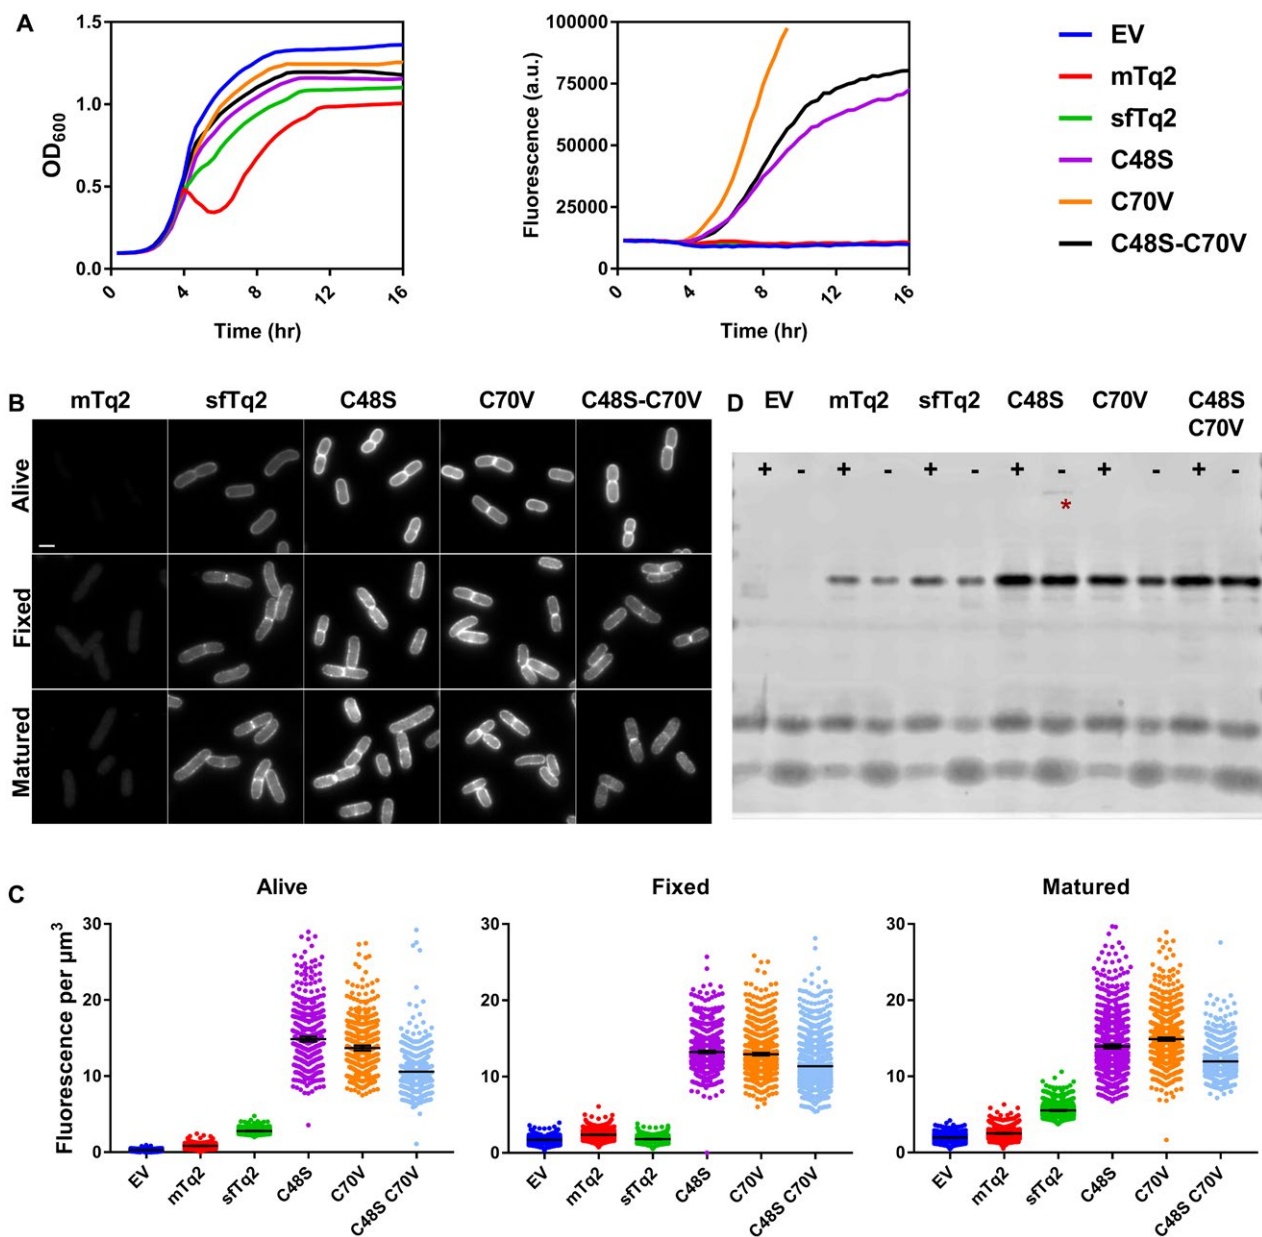 A
1.5
1.0
0.5
0.0
OD600
0 4 8 12 16
Time (hr)
100000
75000
50000
25000
0
Fluorescence (a.u.)
0 4 8 12 16
Time (hr)
EV
mTq2
sfTq2
C48S
C70V
C48S-C70V
B
mTq2 sfTq2 C48S C70V C48S-C70V
Alive
Fixed
Matured
D
EV mTq2 sfTq2 C48S C70V C48S
C70V
+ - + - + - + - + - + -
*
C
Alive
30
20
10
0
Fluorescence per µm³
EV mTq2 sfTq2 C48S C70V C48S C70V
Fixed
30
20
10
0
EV mTq2 sfTq2 C48S C70V C48S C70V
Matured
30
20
10
0
EV mTq2 sfTq2 C48S C70V C48S C70V